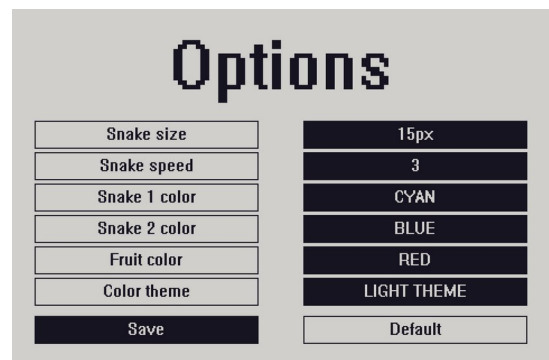 Options
Snake size 15px
Snake speed 3
Snake 1 color CYAN
Snake 2 color BLUE
Fruit color RED
Color theme LIGHT THEME
Save Default